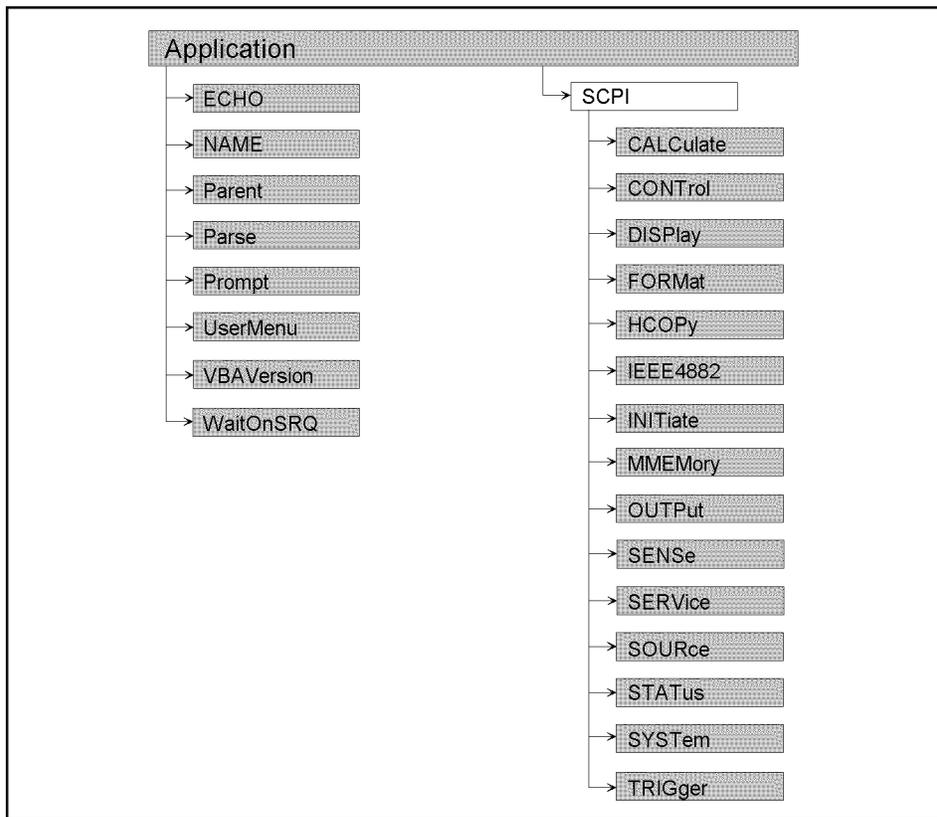 Application
ECHO
NAME
Parent
Parse
Prompt
UserMenu
VBAVersion
WaitOnSRQ
SCPI
CALCulate
CONTrol
DISPlay
FORMat
HCOPy
IEEE4882
INITiate
MMEMory
OUTPut
SENSe
SERVice
SOURce
STATus
SYSTem
TRIGger